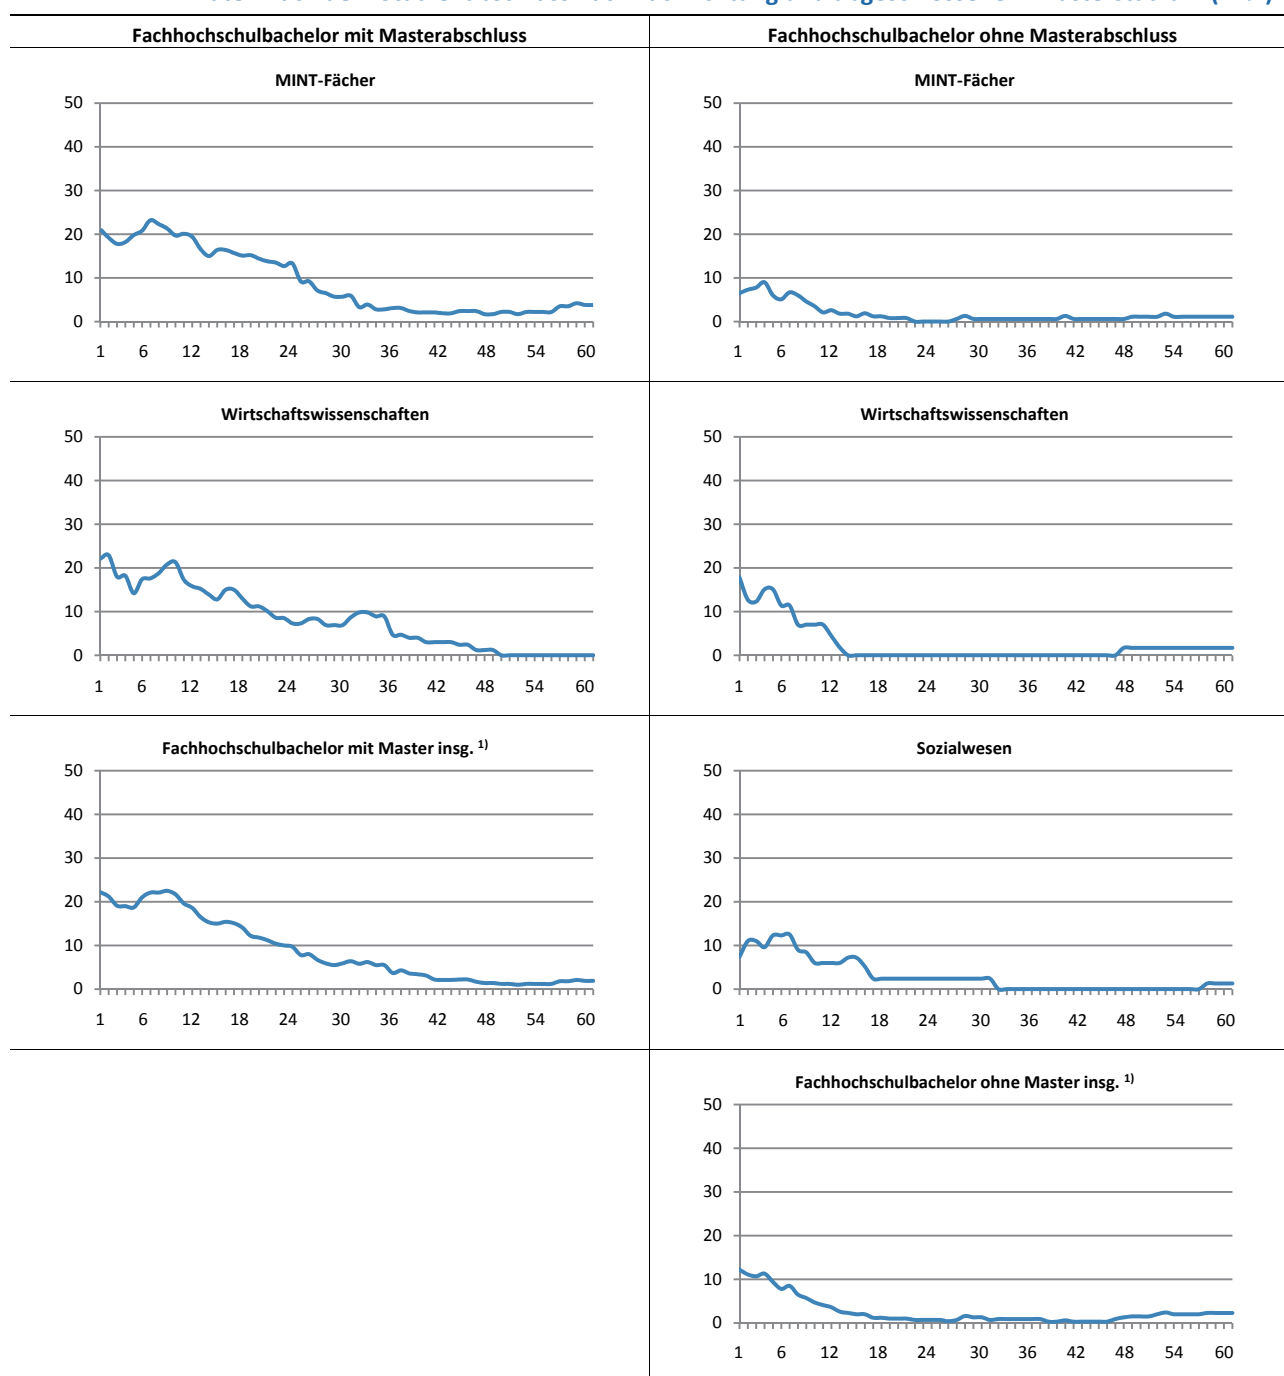 Fachhochschulbachelor mit Masterabschluss
Fachhochschulbachelor ohne Masterabschluss
MINT-Fächer
50
40
30
20
10
0
1 6 12 18 24 30 36 42 48 54 60
MINT-Fächer
50
40
30
20
10
0
1 6 12 18 24 30 36 42 48 54 60
Wirtschaftswissenschaften
50
40
30
20
10
0
1 6 12 18 24 30 36 42 48 54 60
Wirtschaftswissenschaften
50
40
30
20
10
0
1 6 12 18 24 30 36 42 48 54 60
Fachhochschulbachelor mit Master insg. 1)
50
40
30
20
10
0
1 6 12 18 24 30 36 42 48 54 60
Sozialwesen
50
40
30
20
10
0
1 6 12 18 24 30 36 42 48 54 60
Fachhochschulbachelor ohne Master insg. 1)
50
40
30
20
10
0
1 6 12 18 24 30 36 42 48 54 60